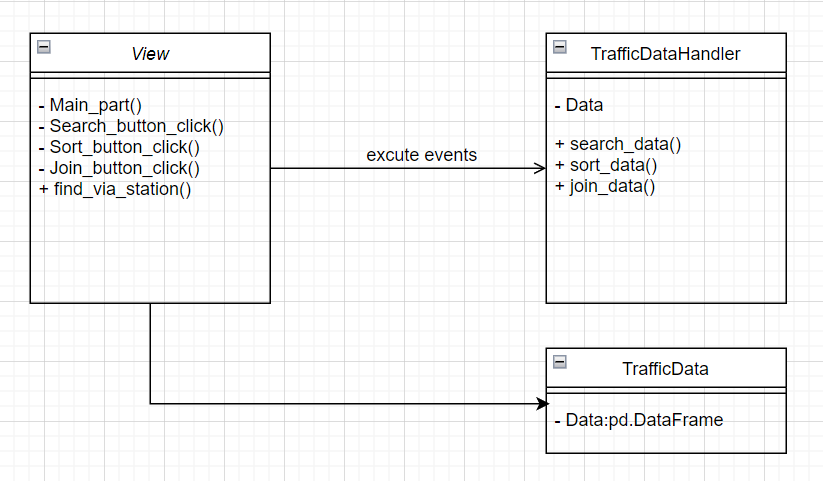 View
- Main_part()
- Search_button_click()
- Sort_button_click()
- Join_button_click()
+ find_via_station()
excute events
TrafficDataHandler
- Data
+ search_data()
+ sort_data()
+ join_data()
TrafficData
- Data:pd.DataFrame